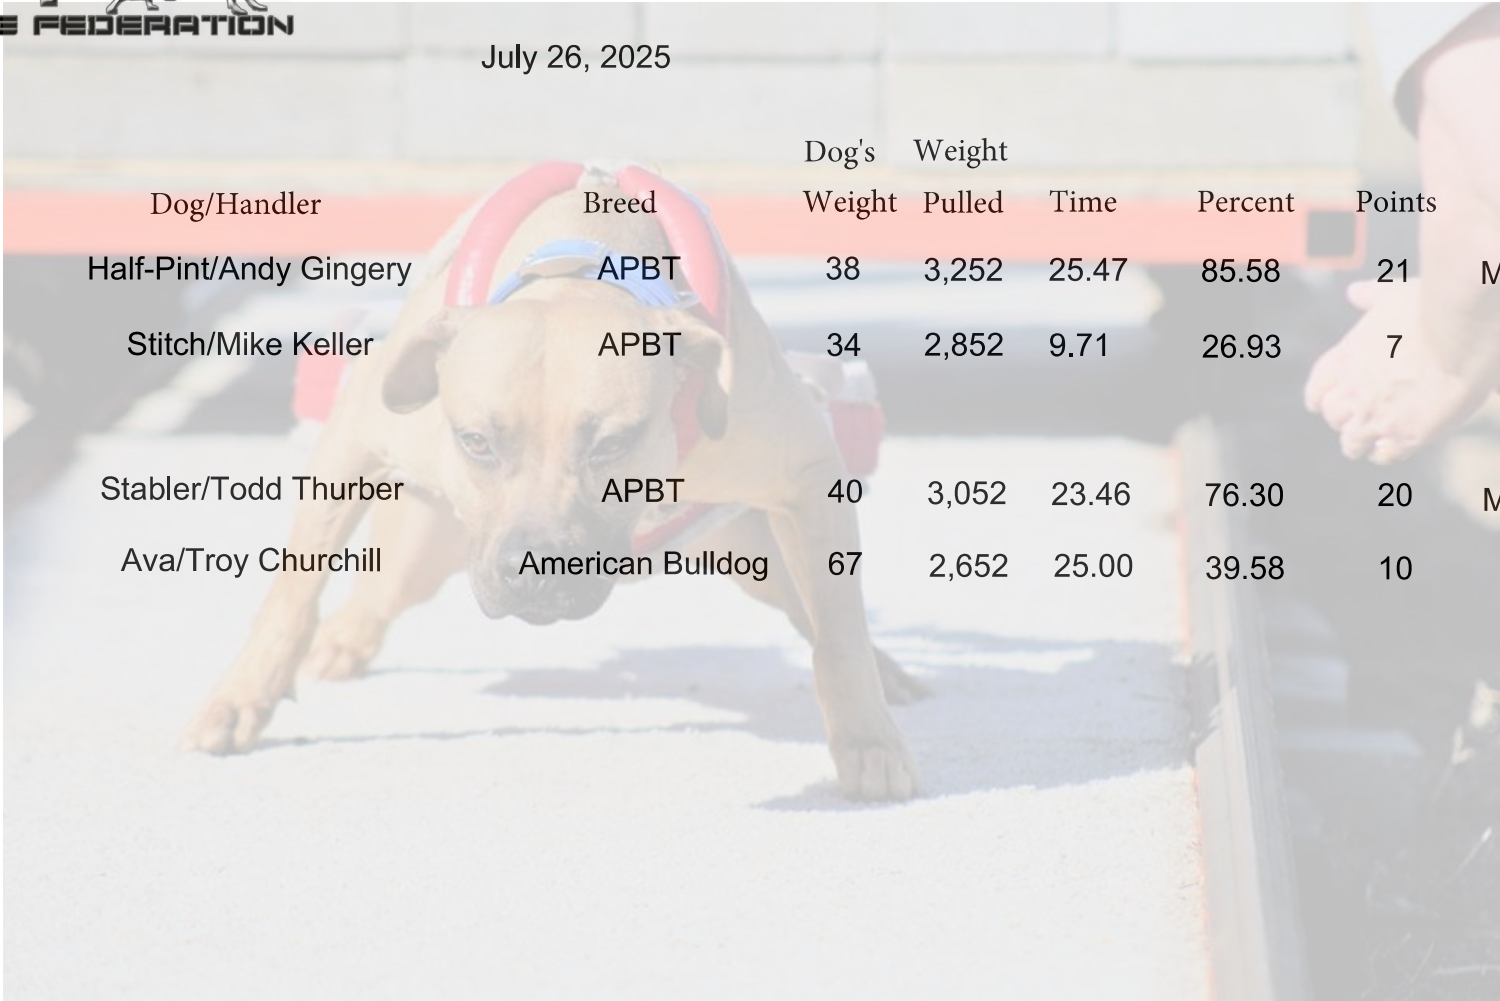 FEDERATION
July 26, 2025
Dog's Weight
Dog/Handler Breed Weight Pulled Time Percent Points
Half-Pint/Andy Gingery APBT 38 3,252 25.47 85.58 21 M
Stitch/Mike Keller APBT 34 2,852 9.71 26.93 7
Stabler/Todd Thurber APBT 40 3,052 23.46 76.30 20 M
Ava/Troy Churchill American Bulldog 67 2,652 25.00 39.58 10